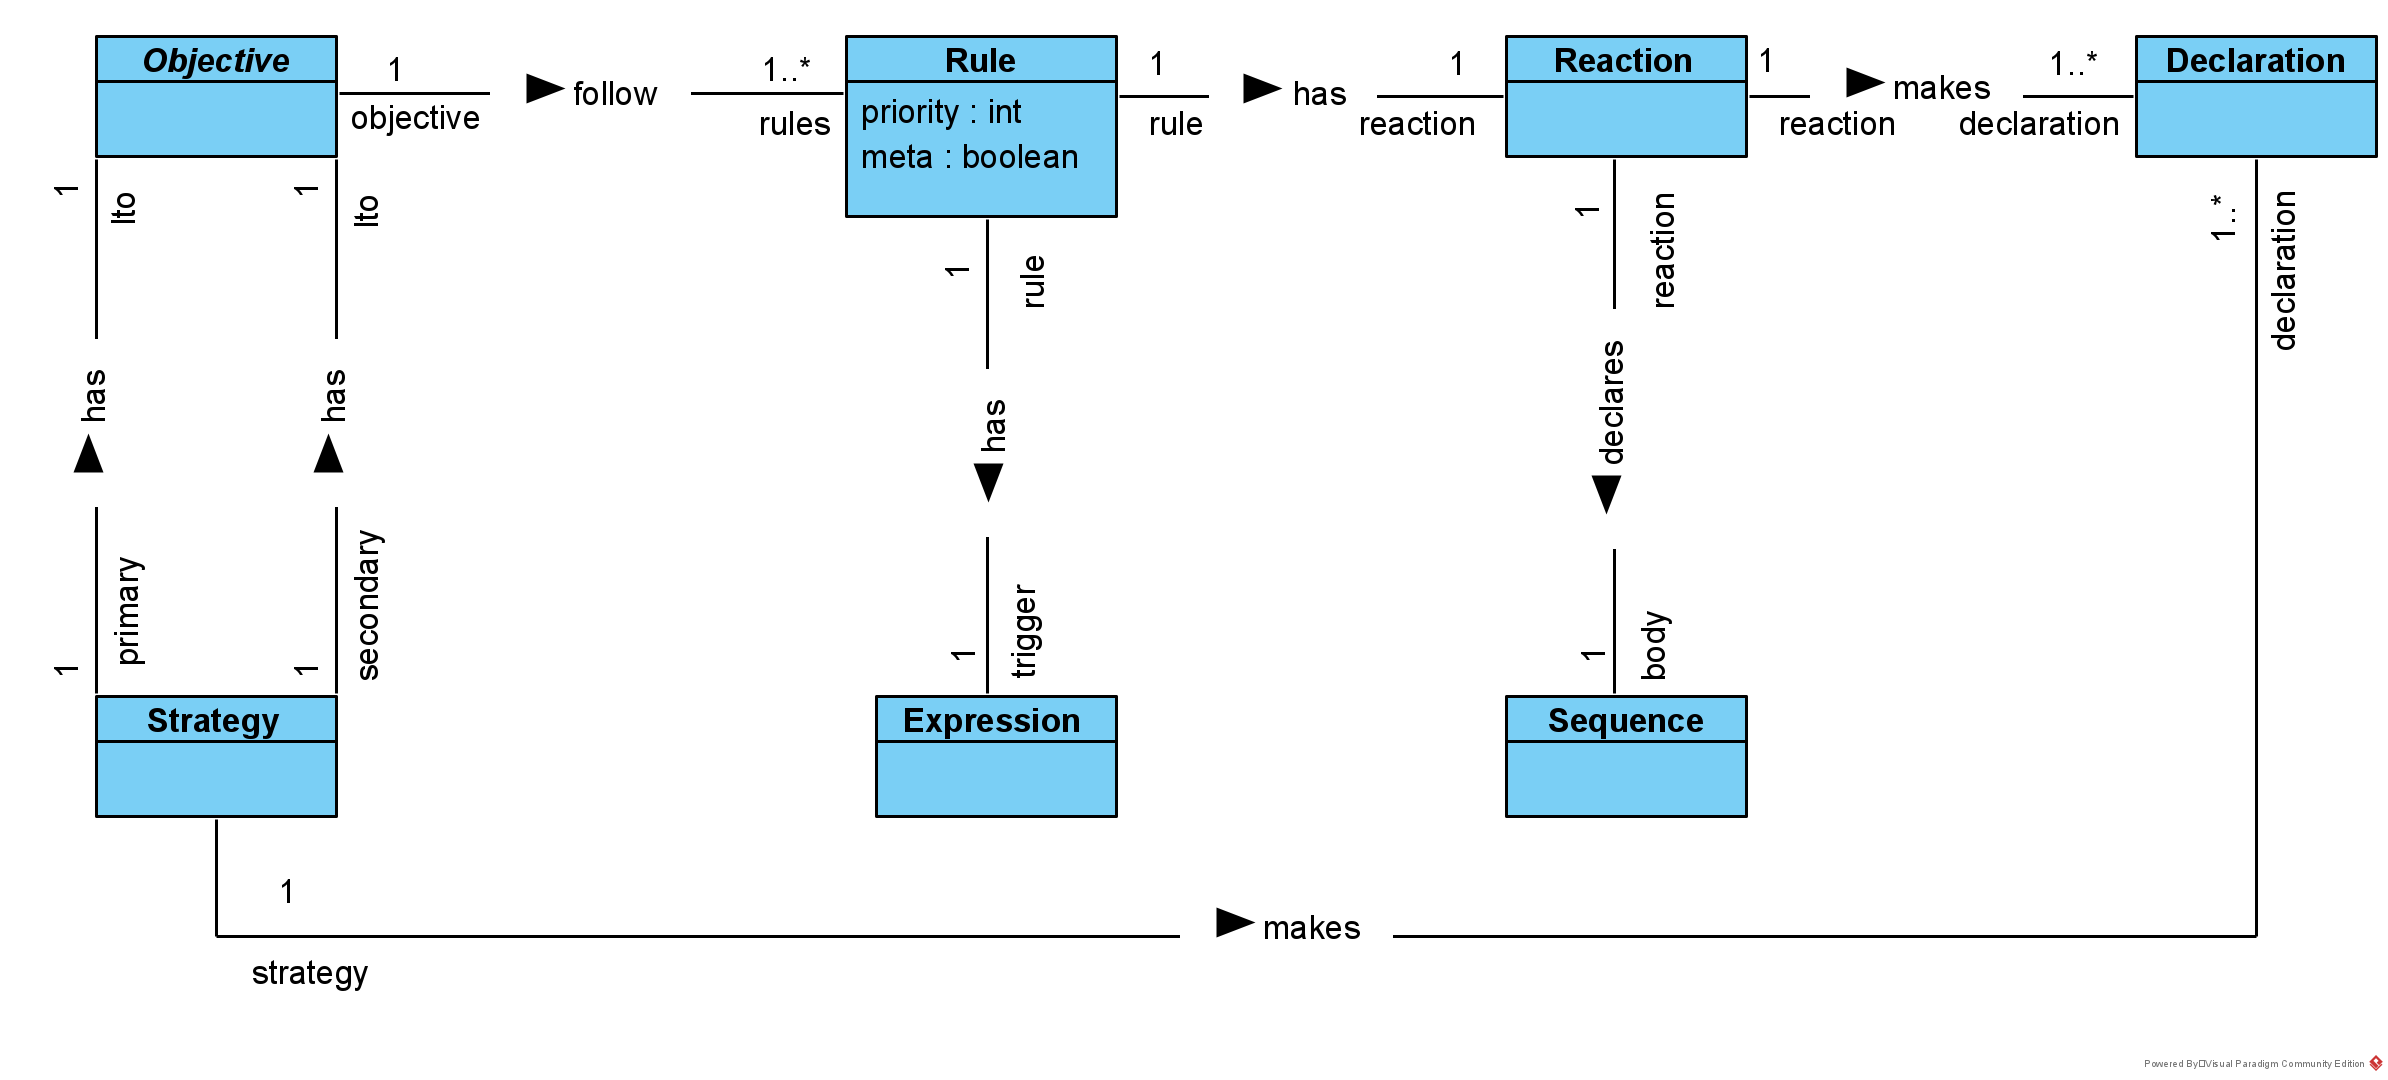 Objective
1
follow
1..*
objective
rules
Rule
priority : int
meta : boolean
1
has
1
rule
reaction
Reaction
1
makes
1..*
reaction
declaration
Declaration
1
lto
1
lto
has
has
primary
secondary
1
1
Strategy
1
rule
has
trigger
1
Expression
1
reaction
declares
body
1
Sequence
1..*
declaration
1
strategy
makes
Powered By Visual Paradigm Community Edition